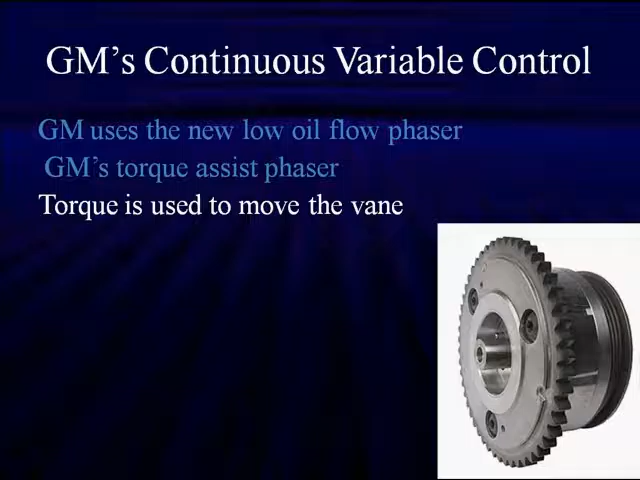 GM’s Continuous Variable Control
GM uses the new low oil flow phaser
GM’s torque assist phaser
Torque is used to move the vane